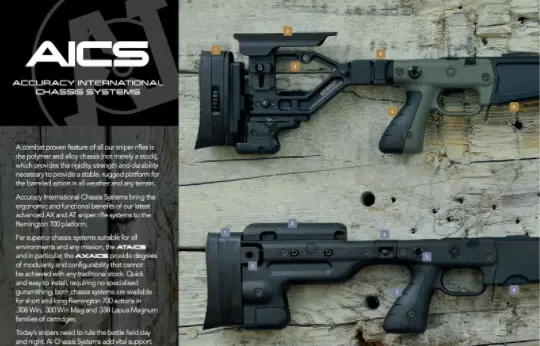 AICS
ACCURACY INTERNATIONAL
CHASSIS SYSTEMS
A combat proven feature of all our sniper rifles is
the polymer and alloy chassis (not merely a stock),
which provides the rigidity, strength and durability
necessary to provide a stable, rugged platform for
the barreled action in all weather and any terrain.
Accuracy International Chassis Systems bring the
ergonomic and functional benefits of our latest
advanced AX and AT sniper rifle systems to the
Remington 700 platform.
For superior chassis systems suitable for all
environments and any mission, the ATAICS
and in particular, the AXAICS provide degrees
of modularity and configurability that cannot
be achieved with any traditional stock. Quick
and easy to install, requiring no specialised
gunsmithing, both chassis systems are available
for short and long Remington 700 actions in
.308 Win, .300 Win Mag and .338 Lapua Magnum
families of cartridges.
Today's snipers need to rule the battle field day
and night. AI Chassis Systems add vital support